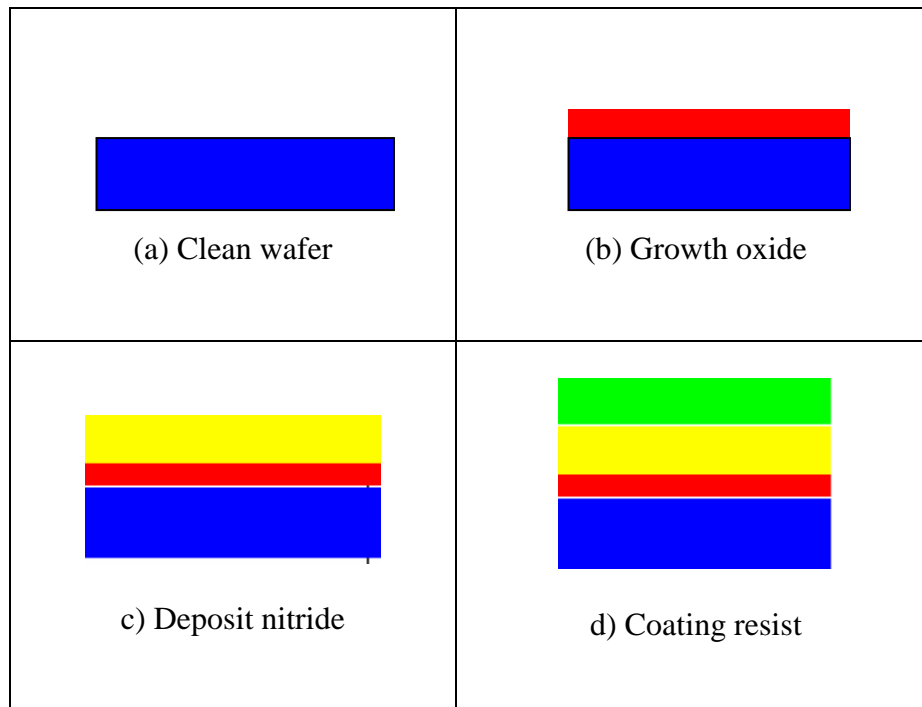 (a) Clean wafer
(b) Growth oxide
c) Deposit nitride
d) Coating resist